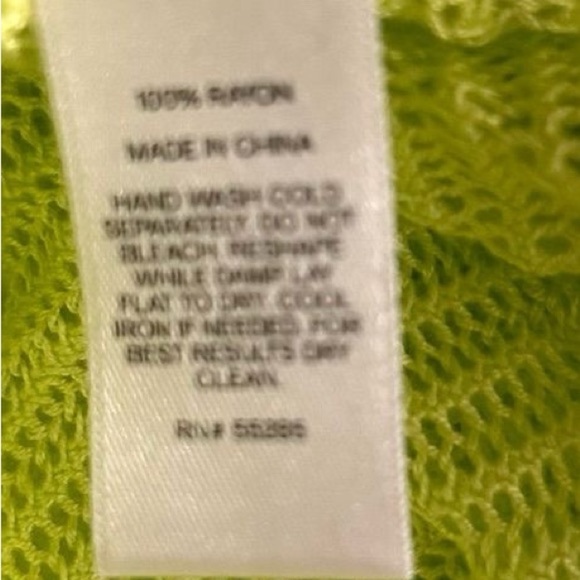 100% RAYON
MADE IN CHINA
HAND WASH COLD
SEPARATELY. DO NOT
BLEACH. RESHAPE
WHILE DAMP. LAY
FLAT TO DRY. COOL
IRON IF NEEDED. FOR
BEST RESULTS DRY
CLEAN.
RN#